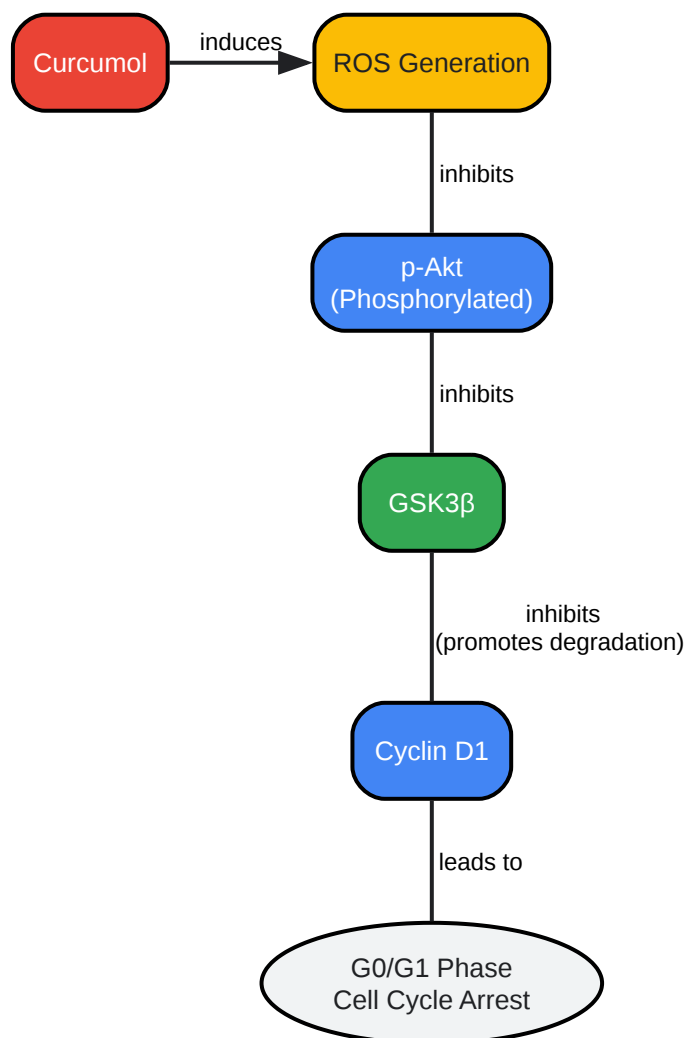 Curcumol
induces
ROS Generation
inhibits
p-Akt
(Phosphorylated)
inhibits
GSK3β
inhibits
(promotes degradation)
Cyclin D1
leads to
G0/G1 Phase
Cell Cycle Arrest